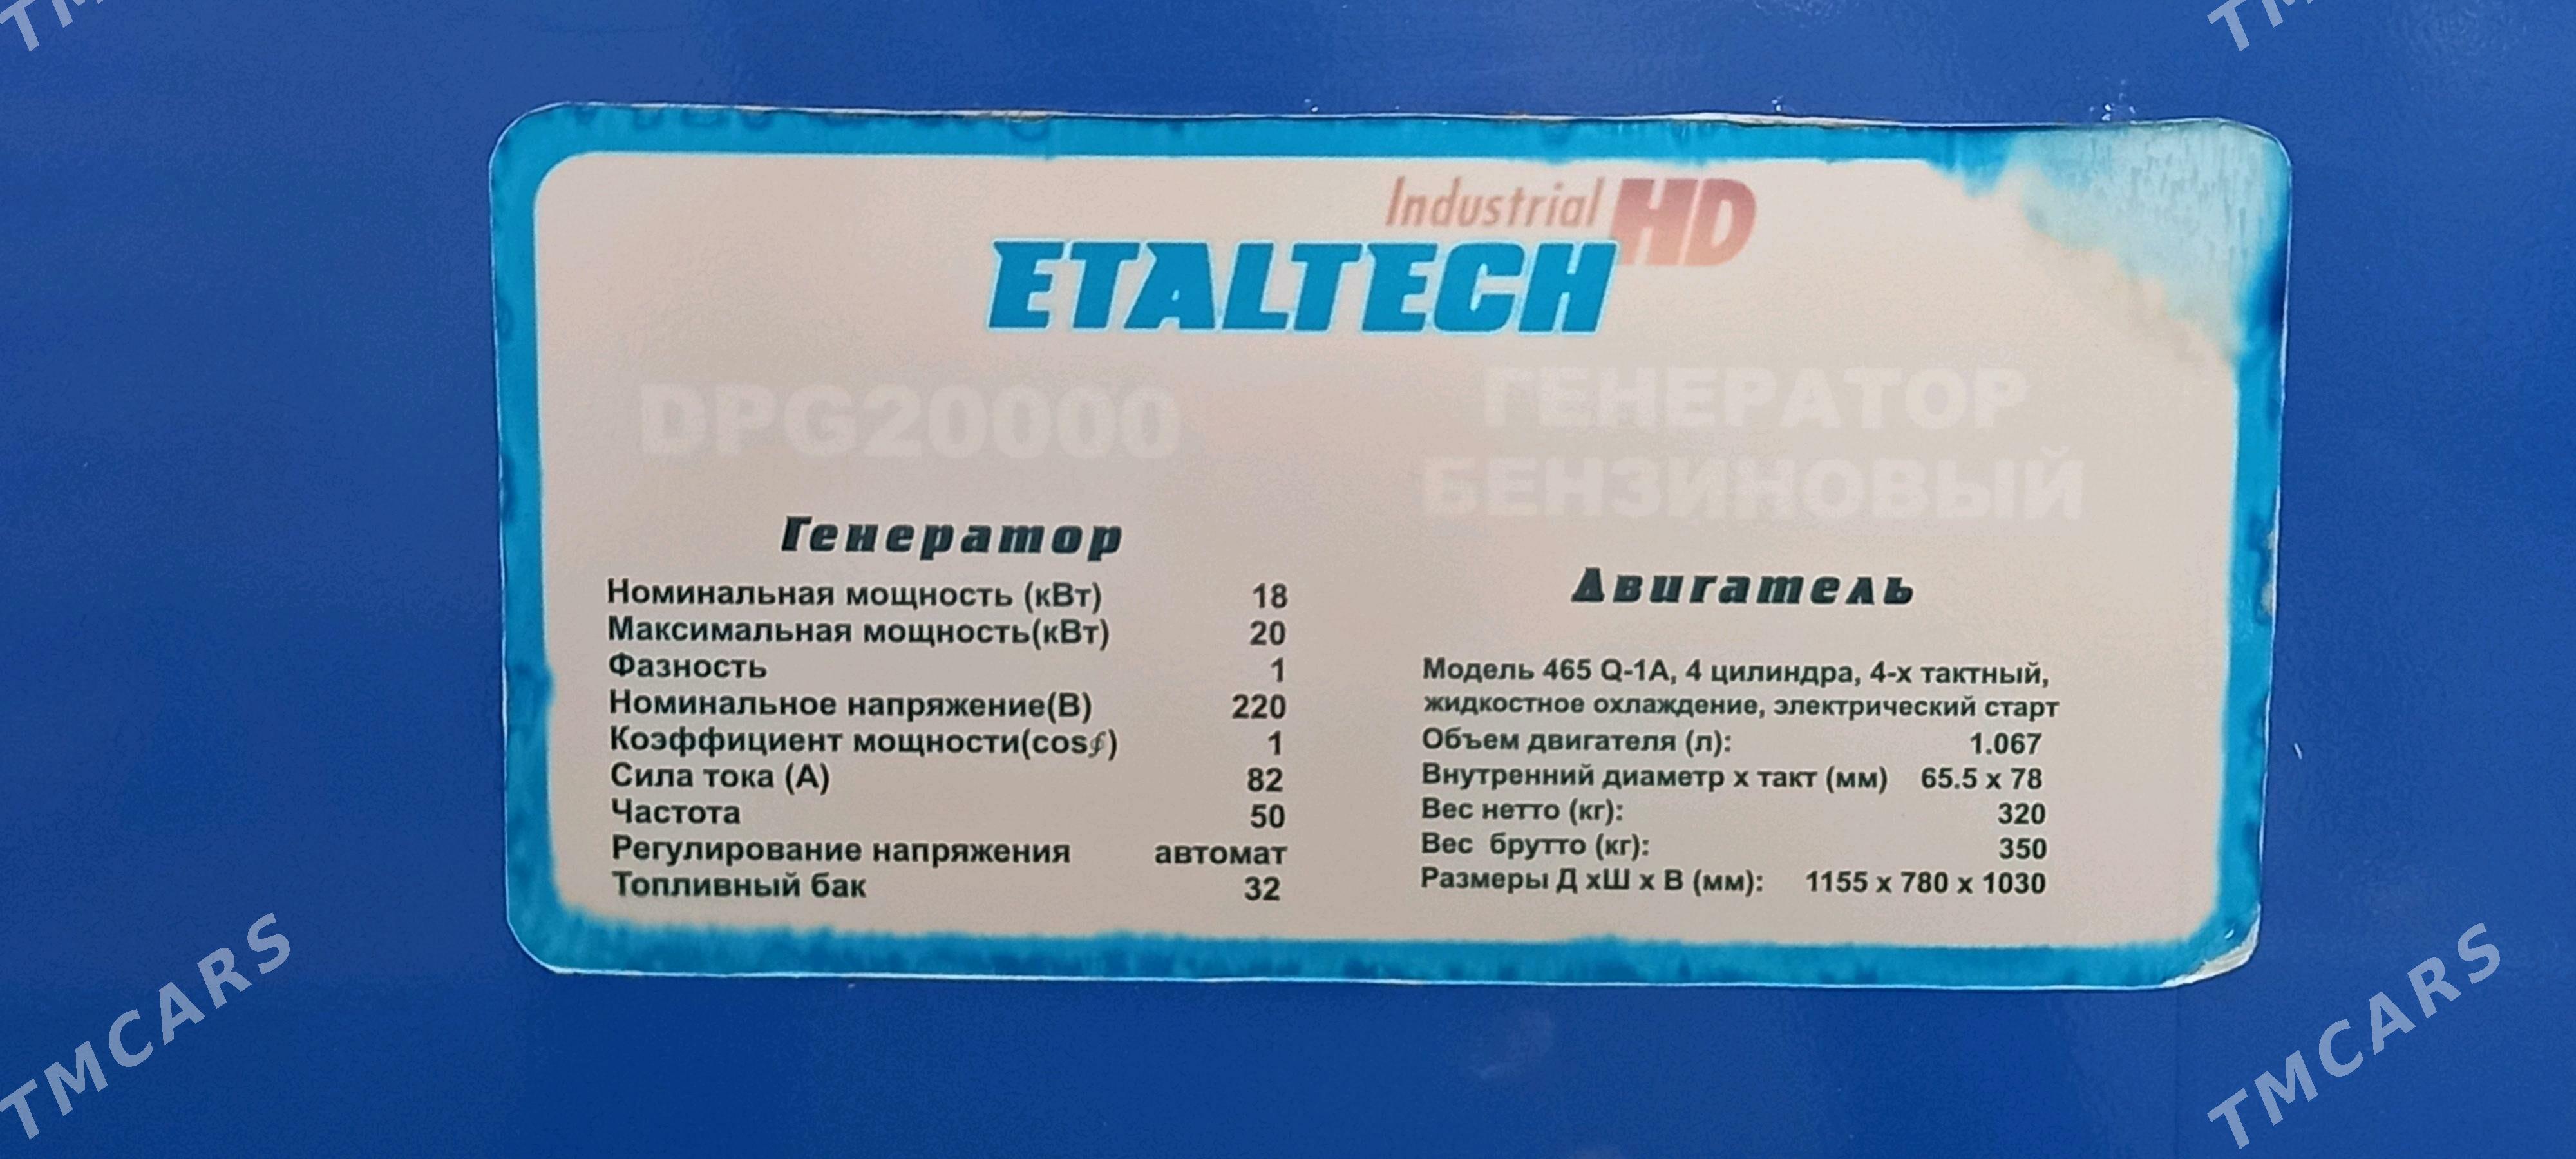 Industrial HD
ETALTECH
DPG20000
ГЕНЕРАТОР
БЕНЗИНОВЫЙ
Генератор
Номинальная мощность (кВт) 18
Максимальная мощность(кВт) 20
Фазность 1
Номинальное напряжение(В) 220
Коэффициент мощности(cos∮) 1
Сила тока (А) 82
Частота 50
Регулирование напряжения автомат
Топливный бак 32
Двигатель
Модель 465 Q-1A, 4 цилиндра, 4-х тактный,
жидкостное охлаждение, электрический старт
Объем двигателя (л): 1.067
Внутренний диаметр х такт (мм) 65.5 х 78
Вес нетто (кг): 320
Вес брутто (кг): 350
Размеры Д хШ х В (мм): 1155 х 780 х 1030
TMCARS
TMCARS